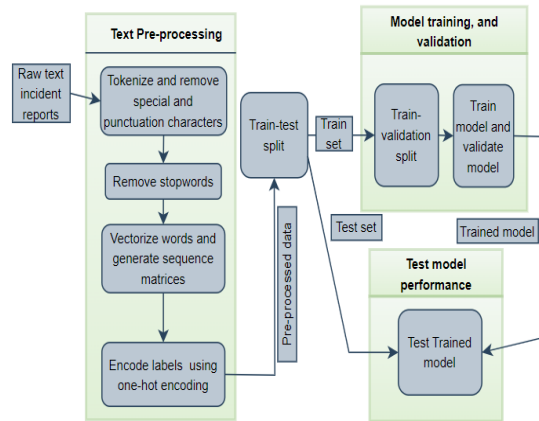 Text Pre-processing
Raw text
incident
reports
Tokenize and remove
special and
punctuation characters
Remove stopwords
Vectorize words and
generate sequence
matrices
Encode labels using
one-hot encoding
Pre-processed data
Train-test
split
Train
set
Model training, and
validation
Train-
validation
split
Train
model and
validate
model
Test set
Trained model
Test model
performance
Test Trained
model